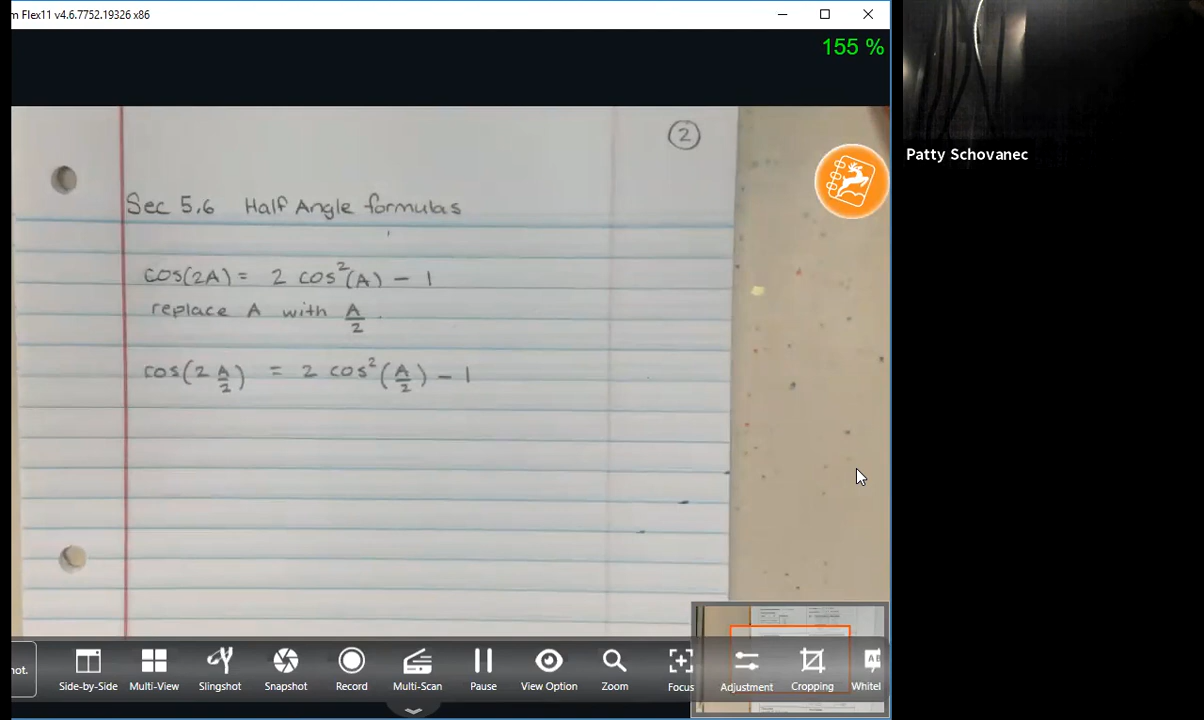 m Flex11 v4.6.7752.19326 x86
155 %
Patty Schovanec
2
Sec 5.6 Half Angle formulas
cos(2A) = 2 cos²(A) − 1
replace A with A/2
cos(2 A/2) = 2 cos²(A/2) − 1
not.
Side-by-Side
Multi-View
Slingshot
Snapshot
Record
Multi-Scan
Pause
View Option
Zoom
Focus
Adjustment
Cropping
Whitel